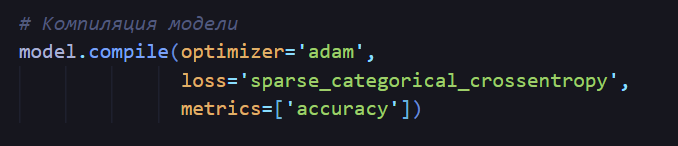 # Компиляция модели
model.compile(optimizer='adam',
loss='sparse_categorical_crossentropy',
metrics=['accuracy'])